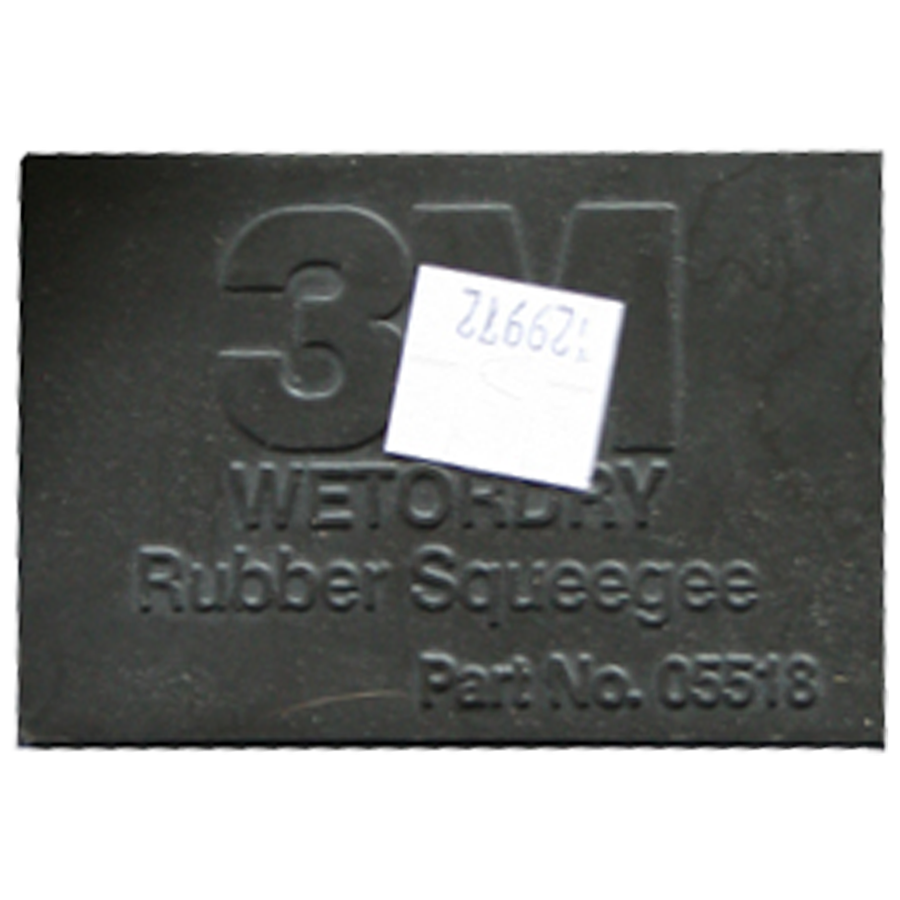 3M
WETORDRY
Rubber Squeegee
Part No. 05518